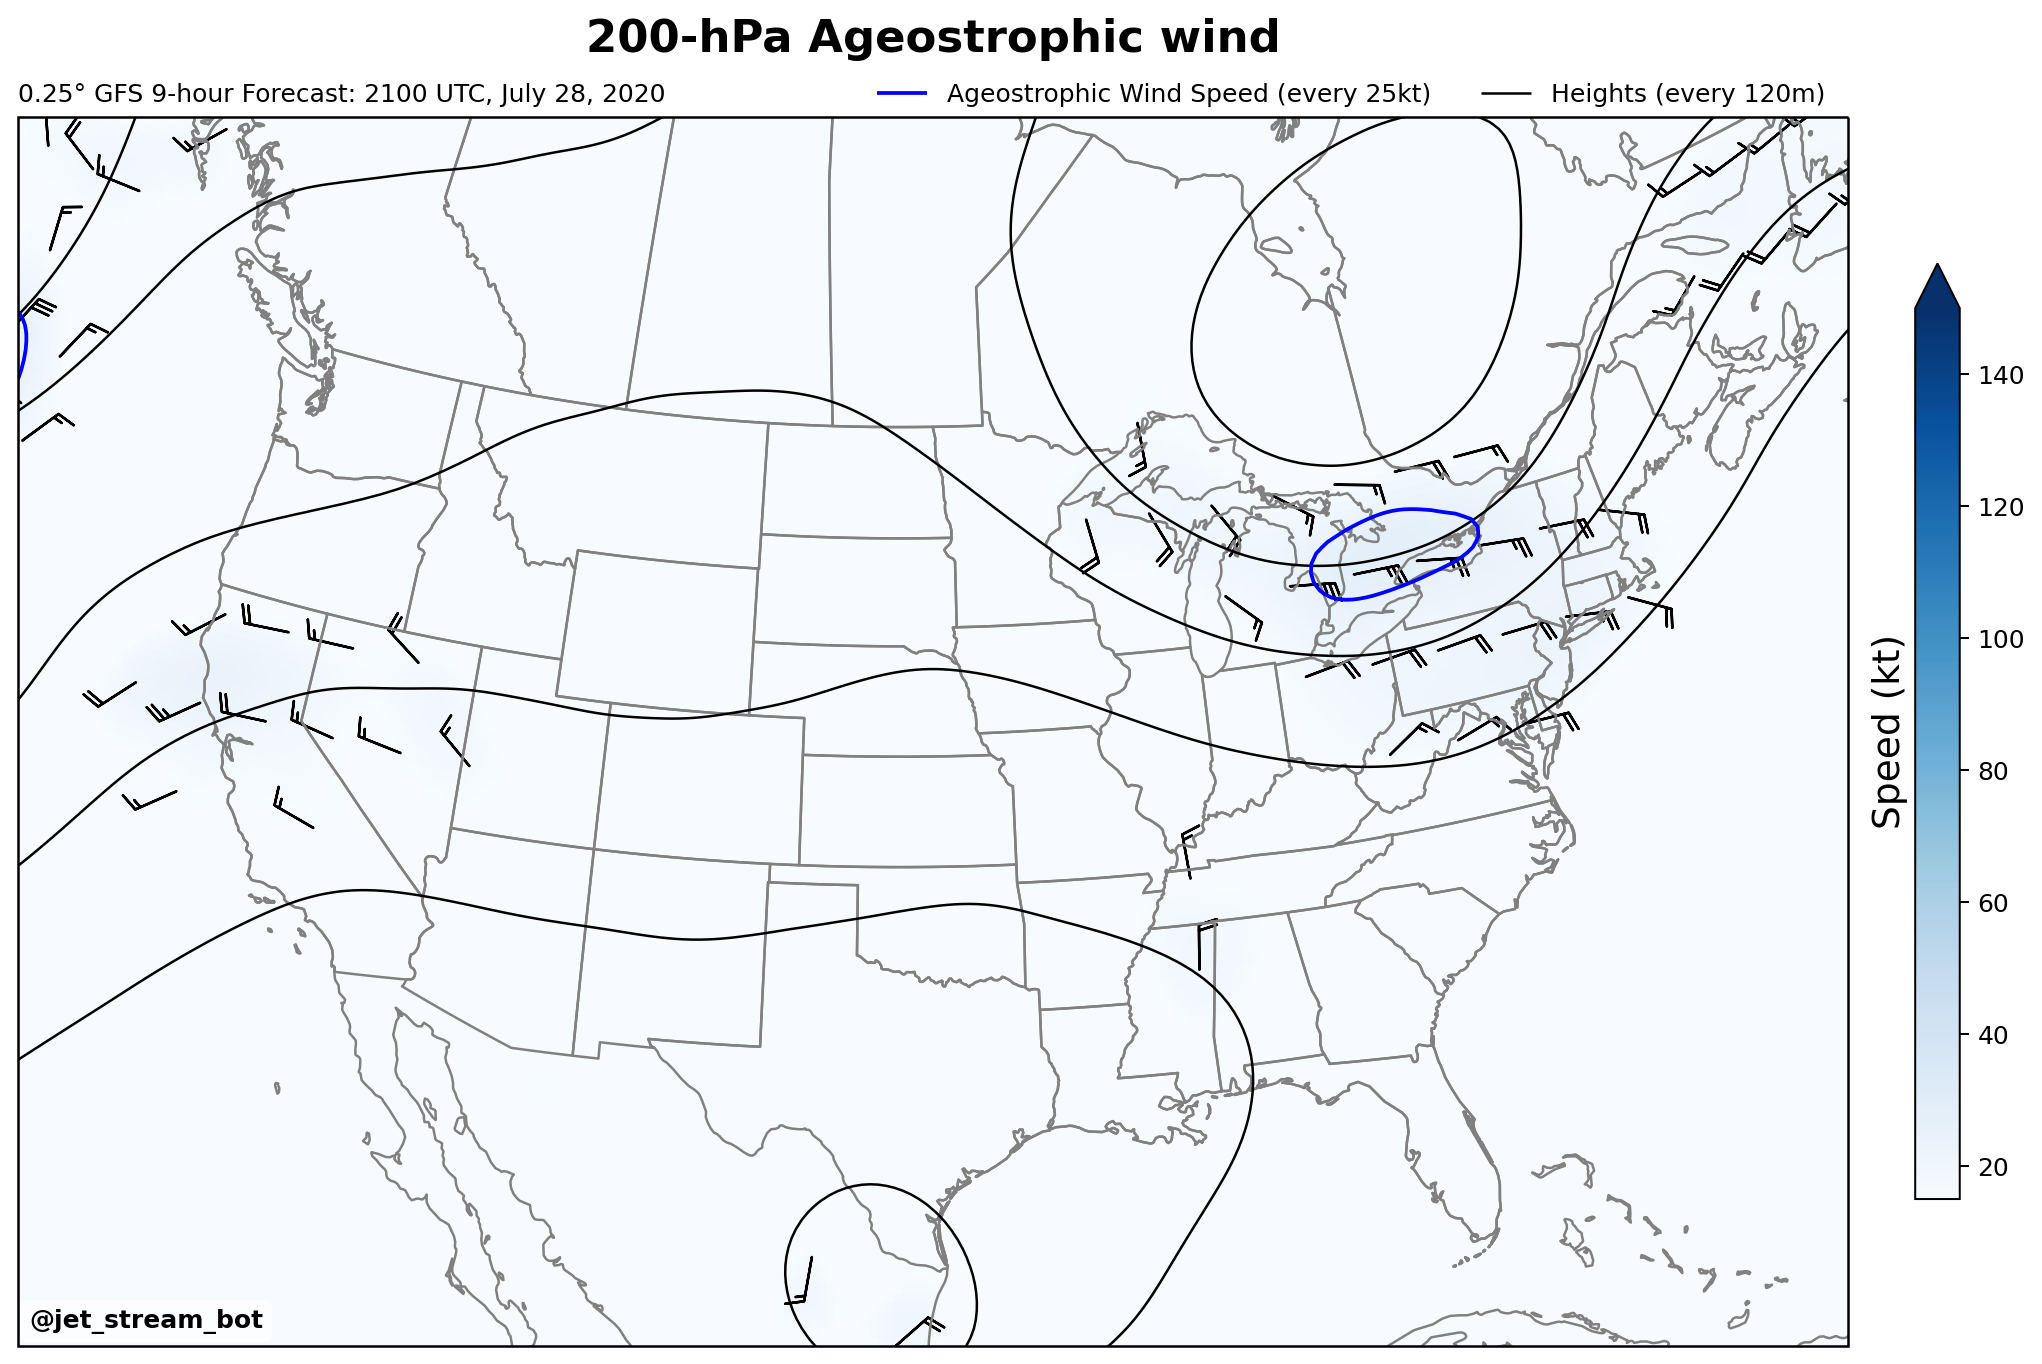 200-hPa Ageostrophic wind
0.25° GFS 9-hour Forecast: 2100 UTC, July 28, 2020
Ageostrophic Wind Speed (every 25kt)
Heights (every 120m)
140
120
100
80
60
40
20
Speed (kt)
@jet_stream_bot